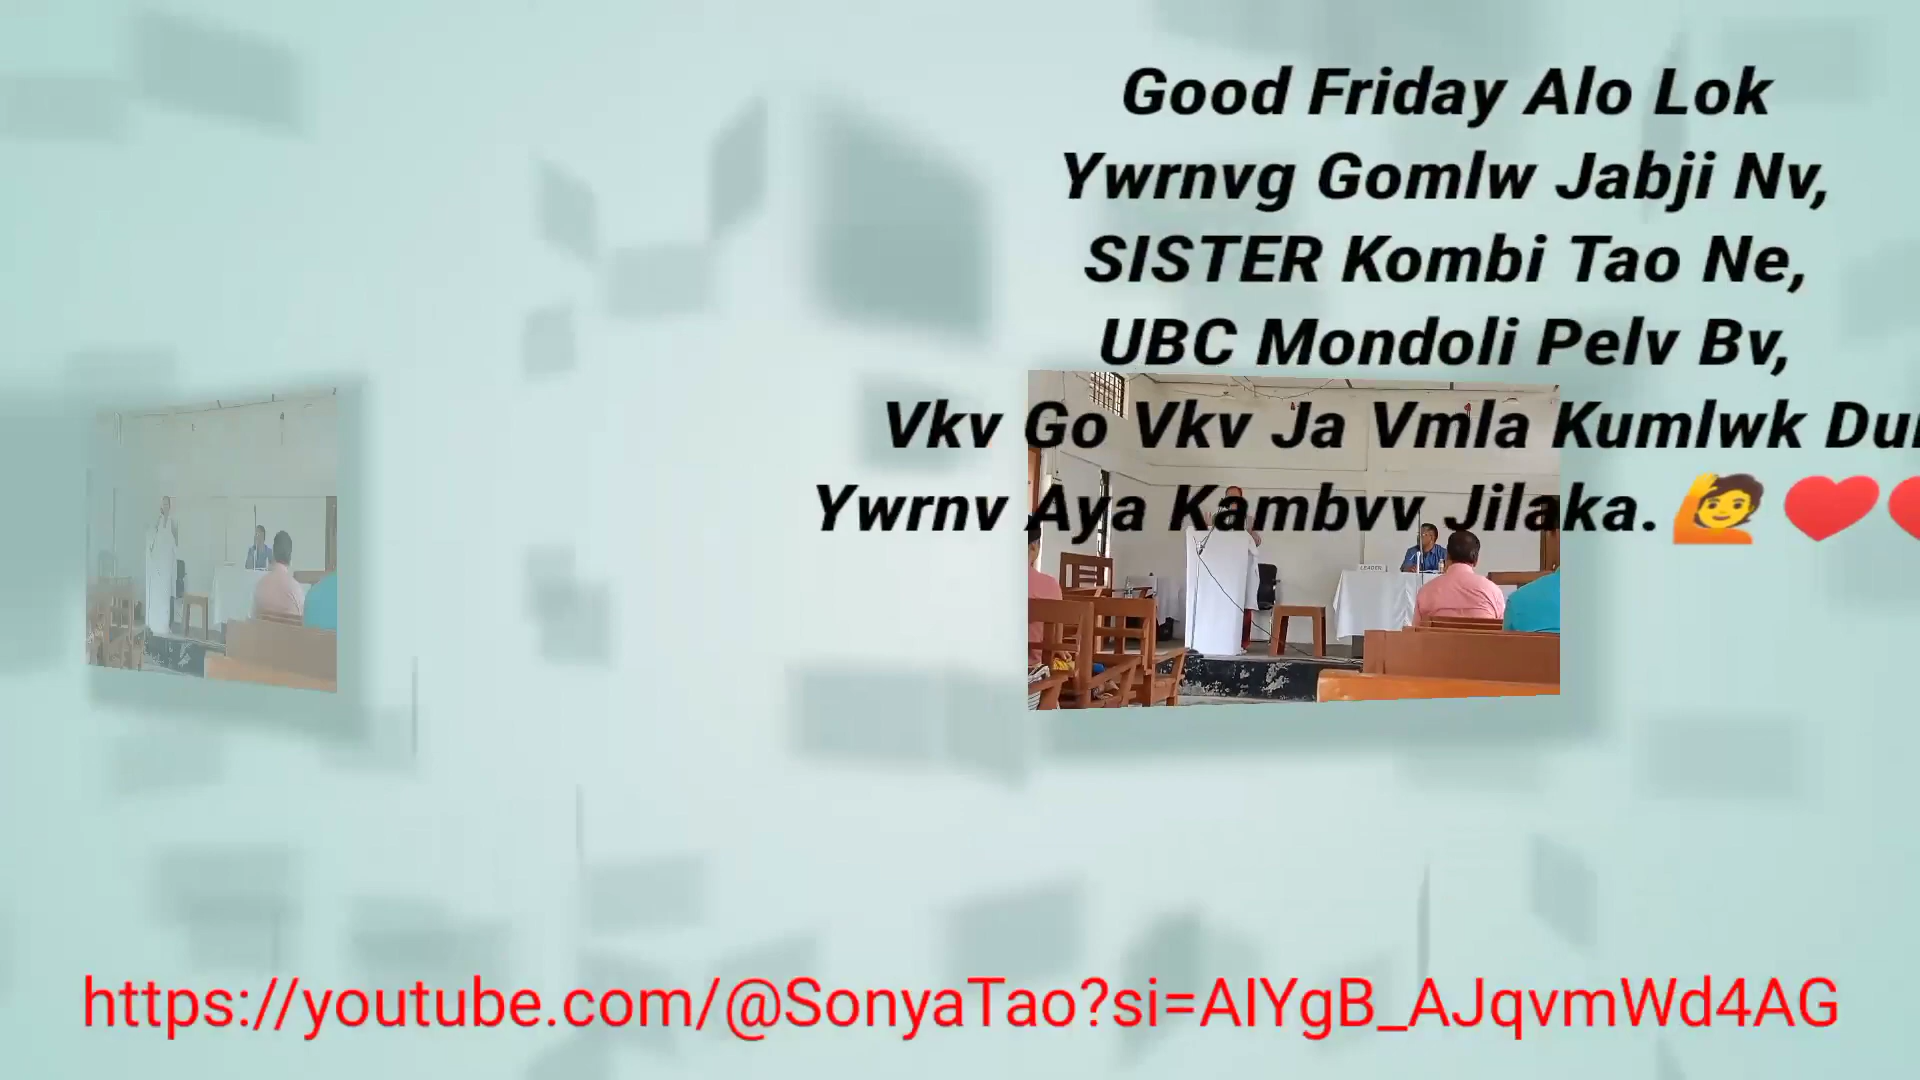 Good Friday Alo Lok
Ywrnvg Gomlw Jabji Nv,
SISTER Kombi Tao Ne,
UBC Mondoli Pelv Bv,
Vkv Go Vkv Ja Vmla Kumlwk
Ywrnv Aya Kambvv Jilaka. 🙋 ❤️
LEADER
https://youtube.com/@SonyaTao?si=AIYgB_AJqvmWd4AG